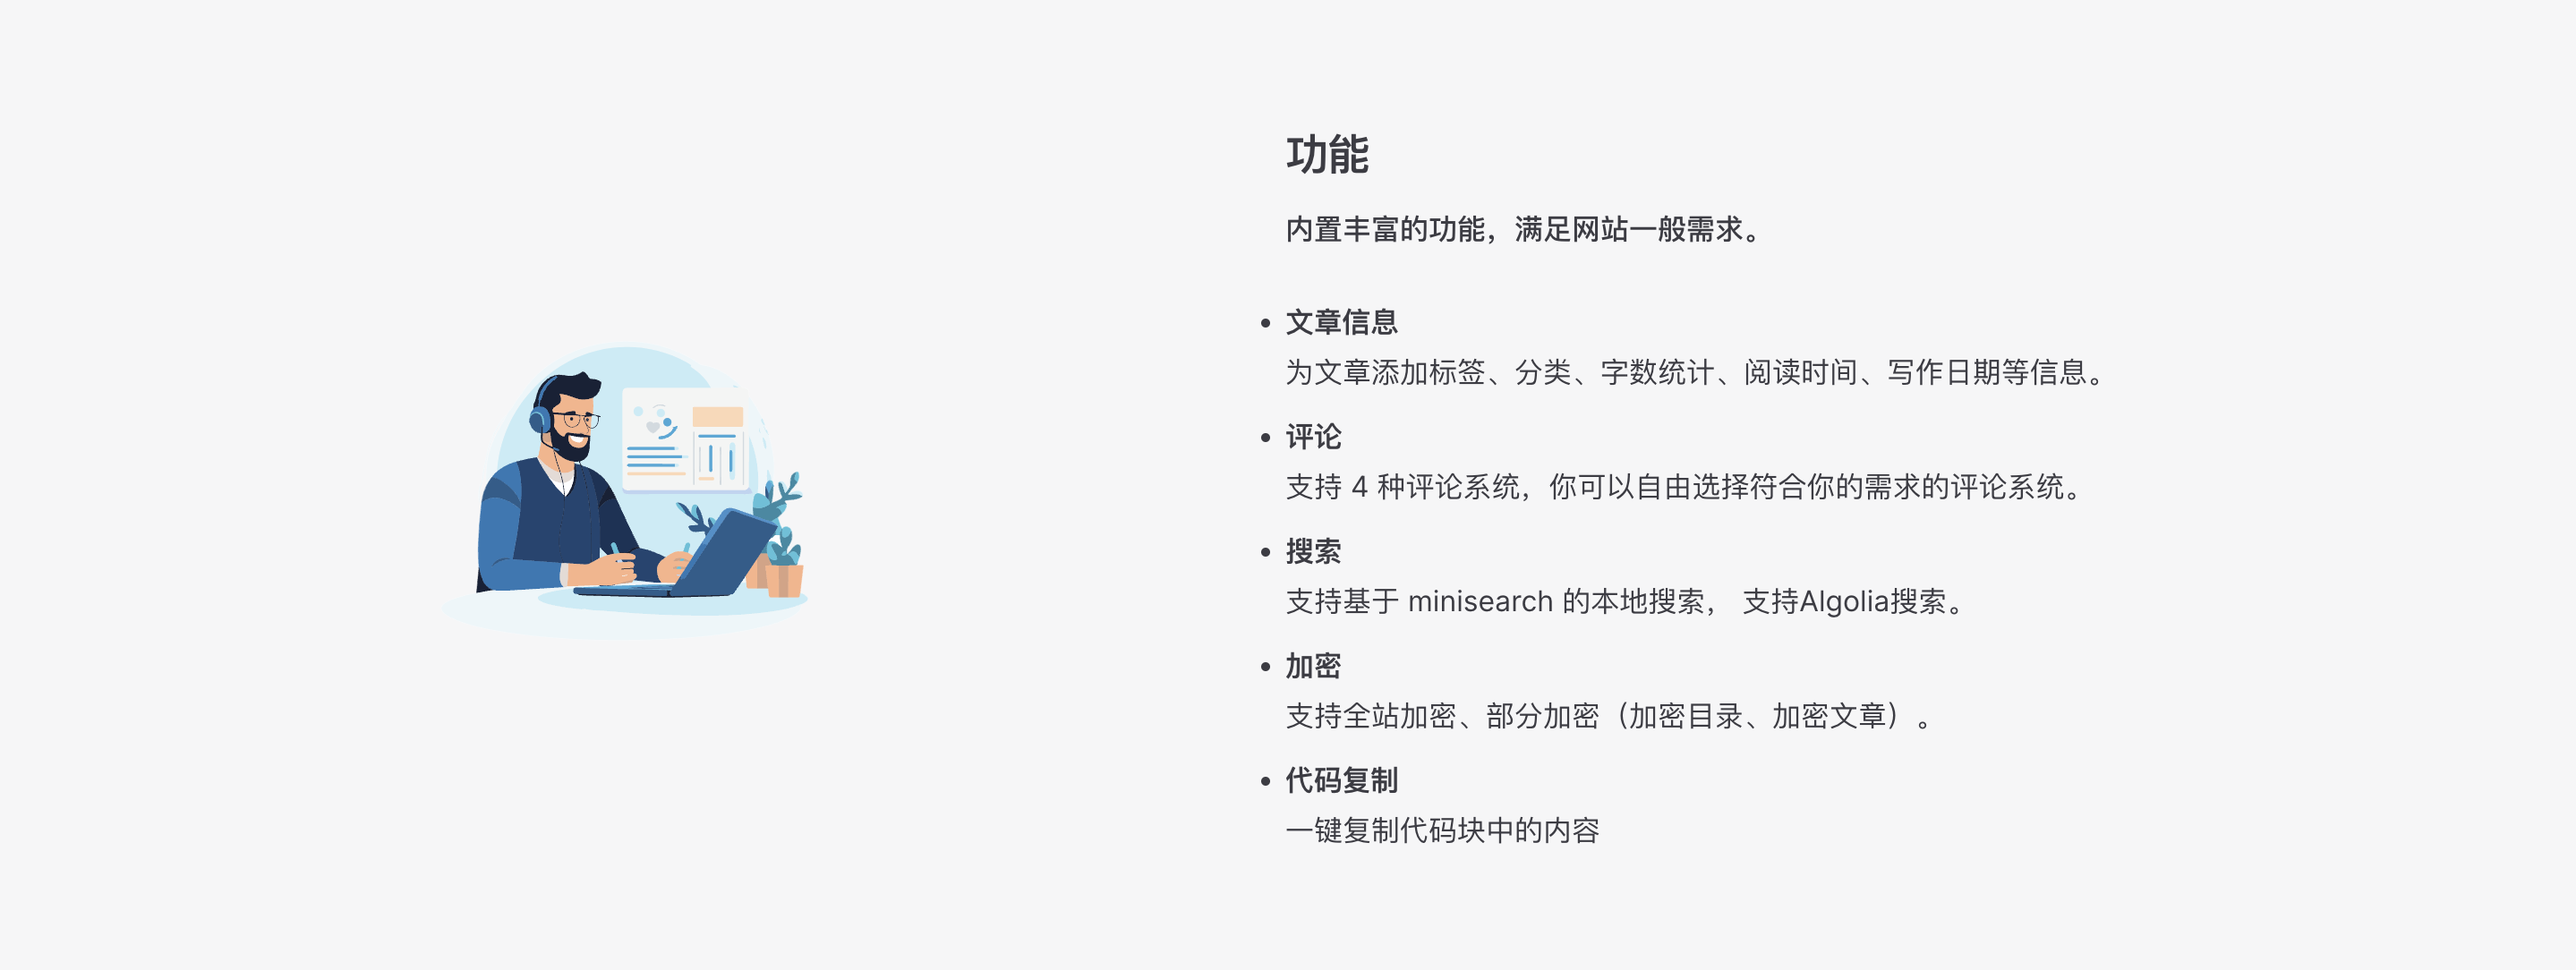 功能
内置丰富的功能，满足网站一般需求。
文章信息
为文章添加标签、分类、字数统计、阅读时间、写作日期等信息。
评论
支持 4 种评论系统，你可以自由选择符合你的需求的评论系统。
搜索
支持基于 minisearch 的本地搜索， 支持Algolia搜索。
加密
支持全站加密、部分加密（加密目录、加密文章）。
代码复制
一键复制代码块中的内容